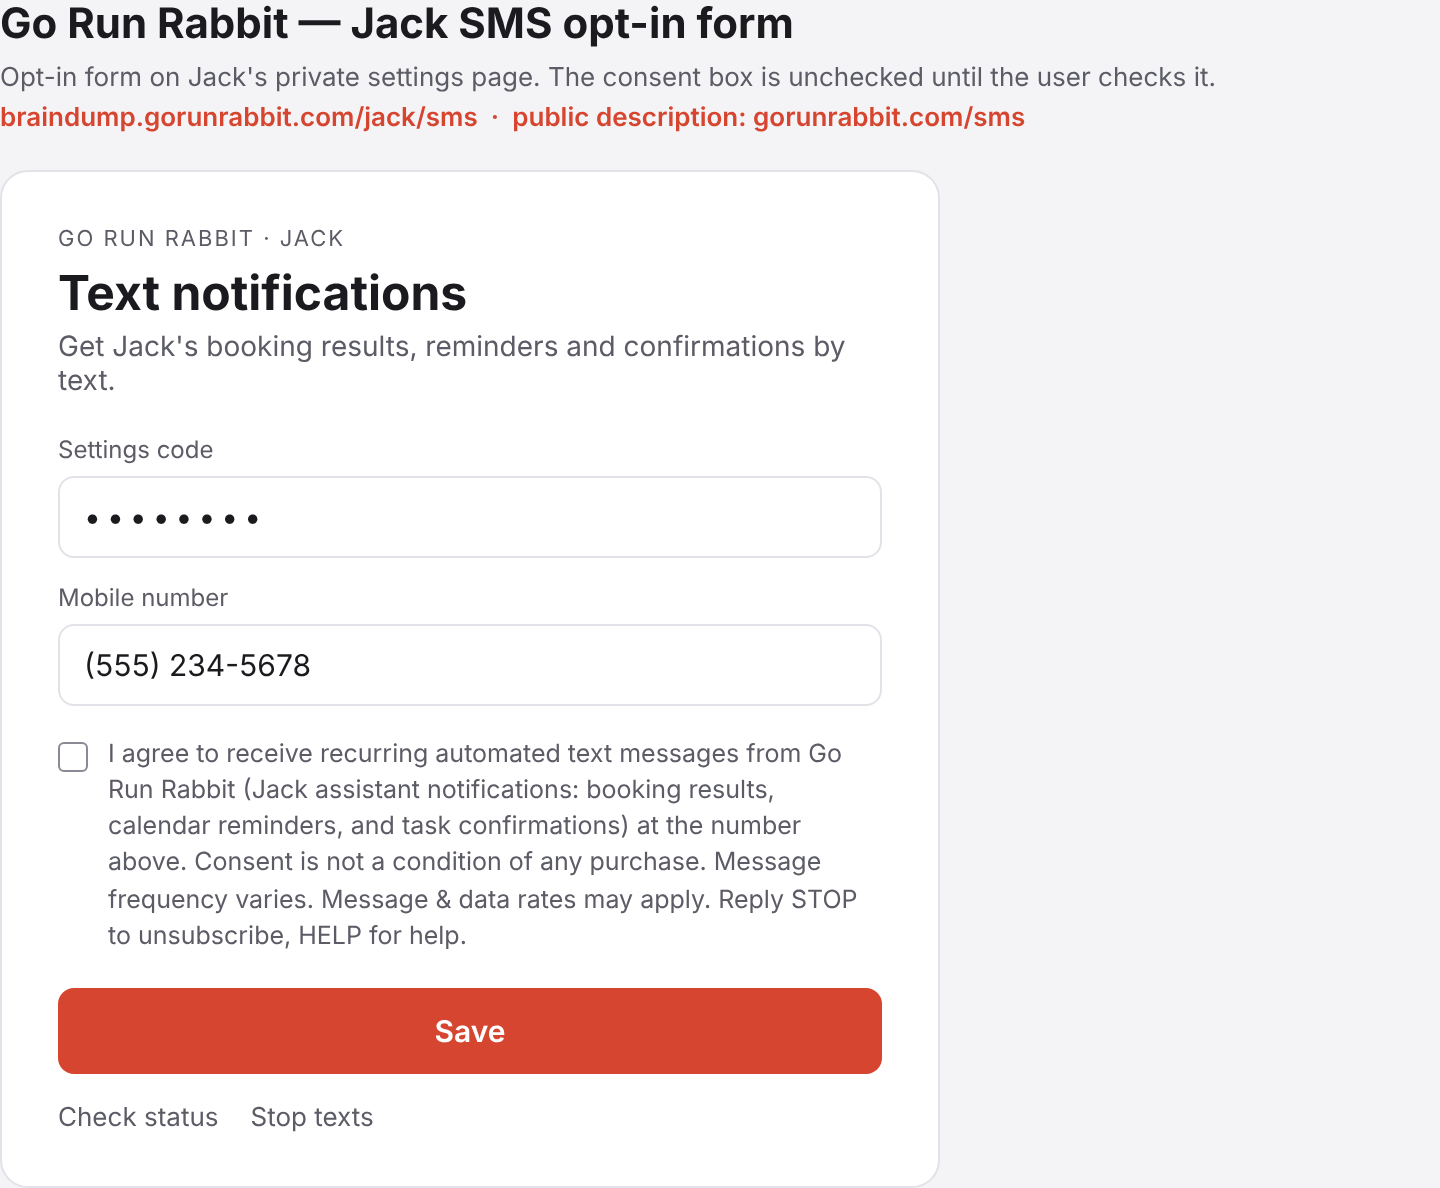 Go Run Rabbit — Jack SMS opt-in form
Opt-in form on Jack's private settings page. The consent box is unchecked until the user checks it.
braindump.gorunrabbit.com/jack/sms · public description: gorunrabbit.com/sms
GO RUN RABBIT · JACK
Text notifications
Get Jack's booking results, reminders and confirmations by
text.
Settings code
••••••••
Mobile number
(555) 234-5678
I agree to receive recurring automated text messages from Go
Run Rabbit (Jack assistant notifications: booking results,
calendar reminders, and task confirmations) at the number
above. Consent is not a condition of any purchase. Message
frequency varies. Message & data rates may apply. Reply STOP
to unsubscribe, HELP for help.
Save
Check status Stop texts